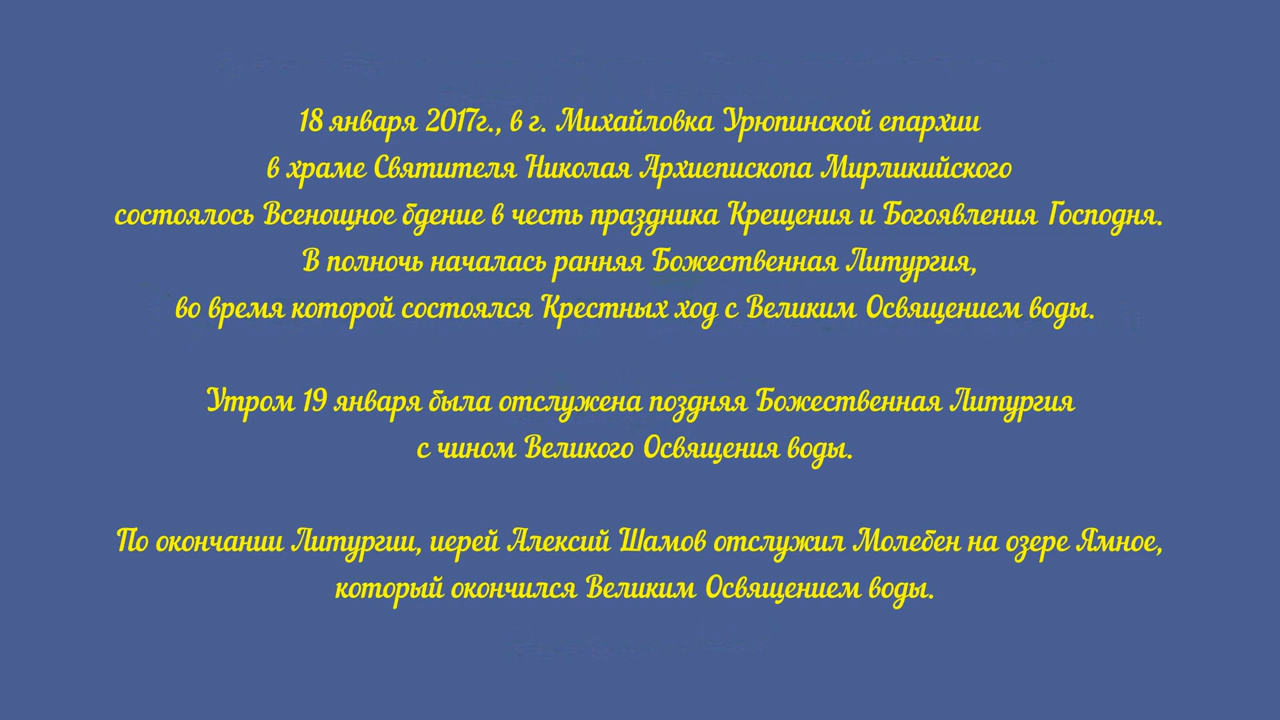 18 января 2017г., в г. Михайловка Урюпинской епархии
в храме Святителя Николая Архиепископа Мирликийского
состоялось Всенощное бдение в честь праздника Крещения и Богоявления Господня.
В полночь началась ранняя Божественная Литургия,
во время которой состоялся Крестных ход с Великим Освящением воды.
Утром 19 января была отслужена поздняя Божественная Литургия
с чином Великого Освящения воды.
По окончании Литургии, иерей Алексий Шамов отслужил Молебен на озере Ямное,
который окончился Великим Освящением воды.